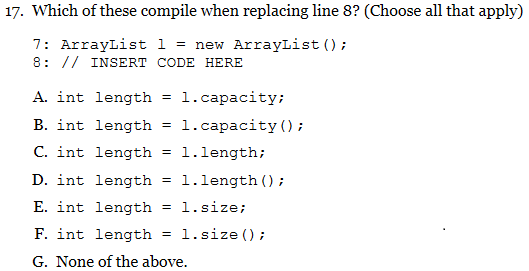 17. Which of these compile when replacing line 8? (Choose all that apply)
7: ArrayList l = new ArrayList();
8: // INSERT CODE HERE
A. int length = l.capacity;
B. int length = l.capacity();
C. int length = l.length;
D. int length = l.length();
E. int length = l.size;
F. int length = l.size();
G. None of the above.